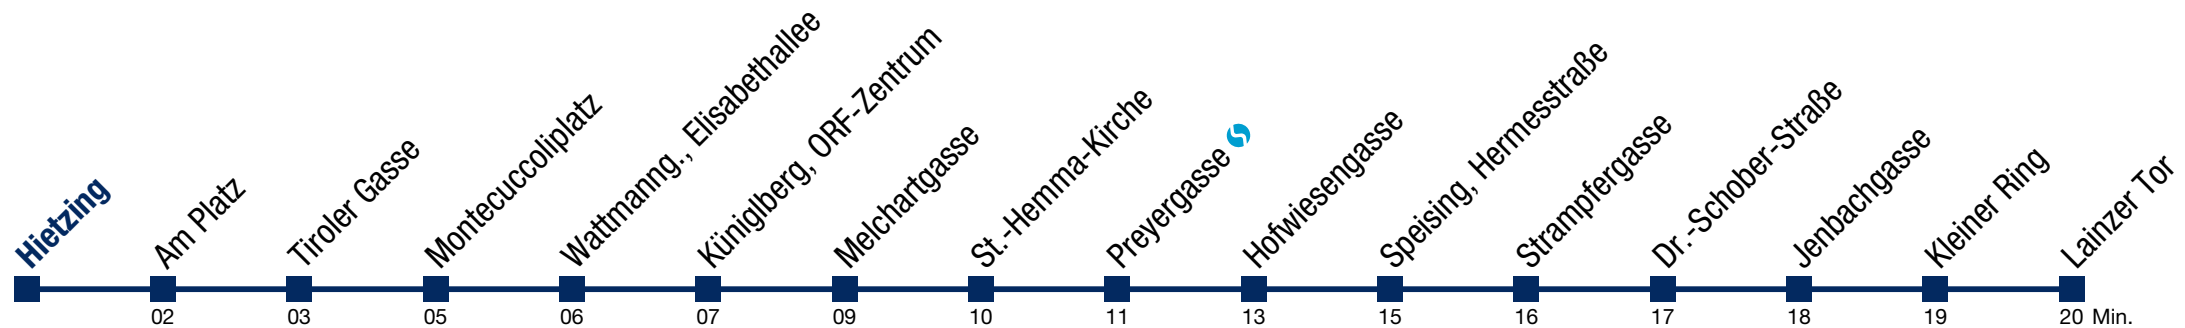 Hietzing
Am Platz
Tiroler Gasse
Montecuccoliplatz
Wattmanng., Elisabethallee
Küniglberg, ORF-Zentrum
Melchartgasse
St.-Hemma-Kirche
Preyergasse
Hofwiesengasse
Speising, Hermesstraße
Strampfergasse
Dr.-Schober-Straße
Jenbachgasse
Kleiner Ring
Lainzer Tor
02 03 05 06 07 09 10 11 13 15 16 17 18 19 20 Min.